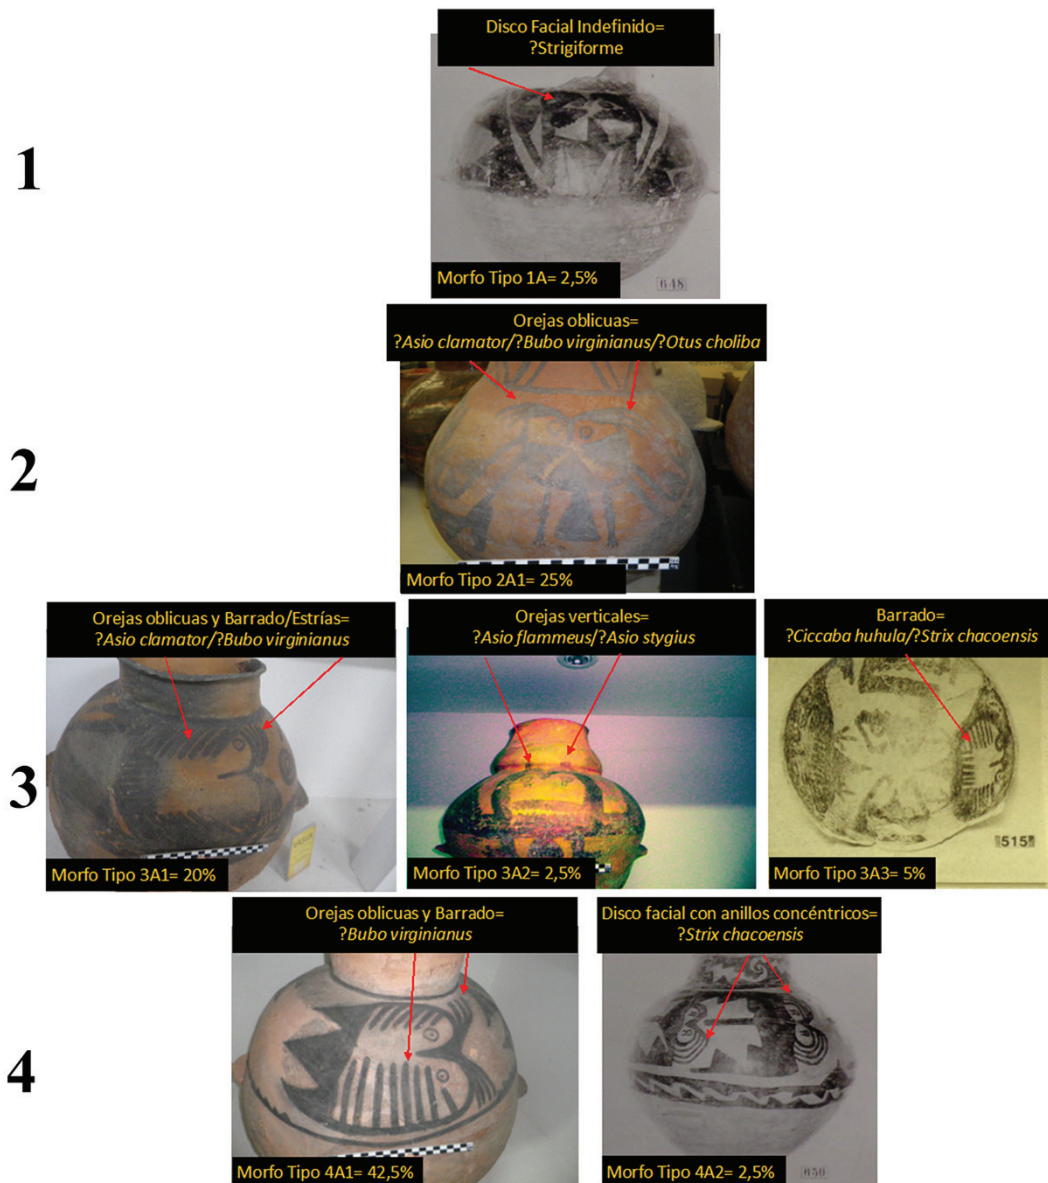 1
Disco Facial Indefinido=
?Strigiforme
Morfo Tipo 1A= 2,5%
648
2
Orejas oblicuas=
?Asio clamator/?Bubo virginianus/?Otus choliba
Morfo Tipo 2A1= 25%
3
Orejas oblicuas y Barrado/Estrías=
?Asio clamator/?Bubo virginianus
Morfo Tipo 3A1= 20%
Orejas verticales=
?Asio flammeus/?Asio stygius
Morfo Tipo 3A2= 2,5%
Barrado=
?Ciccaba huhula/?Strix chacoensis
515
Morfo Tipo 3A3= 5%
4
Orejas oblicuas y Barrado=
?Bubo virginianus
Morfo Tipo 4A1= 42,5%
Disco facial con anillos concéntricos=
?Strix chacoensis
Morfo Tipo 4A2= 2,5%
650